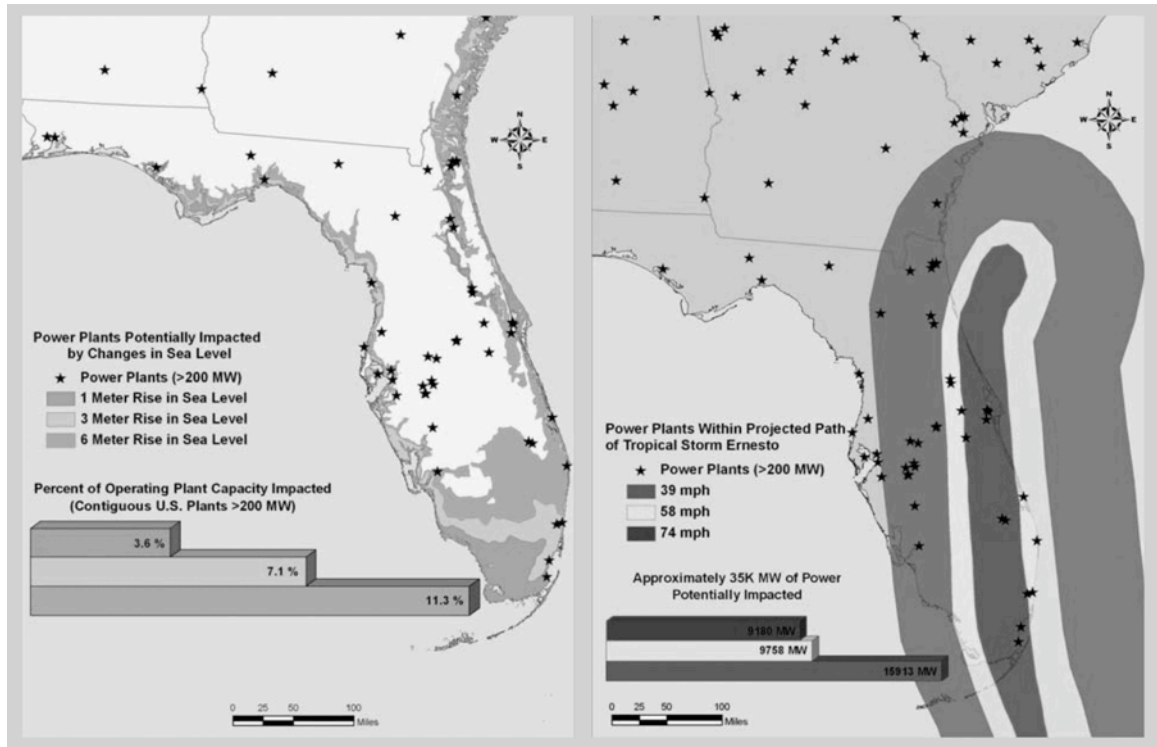 N
W E
S
Power Plants Potentially Impacted
by Changes in Sea Level
Power Plants (>200 MW)
1 Meter Rise in Sea Level
3 Meter Rise in Sea Level
6 Meter Rise in Sea Level
Percent of Operating Plant Capacity Impacted
(Contiguous U.S. Plants >200 MW)
3.6 %
7.1 %
11.3 %
0 25 50 100
Miles
N
W E
S
Power Plants Within Projected Path
of Tropical Storm Ernesto
Power Plants (>200 MW)
39 mph
58 mph
74 mph
Approximately 35K MW of Power
Potentially Impacted
9180 MW
9758 MW
15913 MW
0 25 50 100
Miles